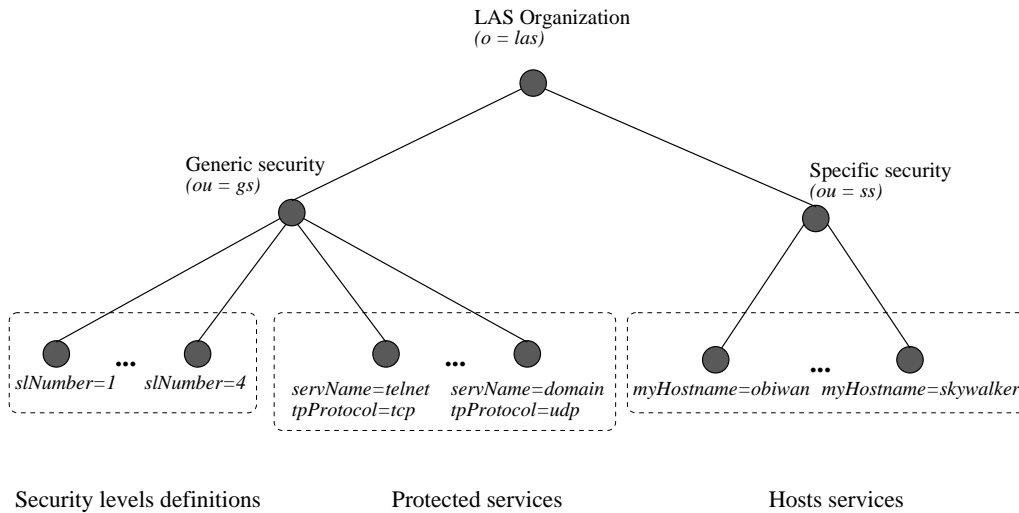 LAS Organization
(o = las)
Generic security
(ou = gs)
Specific security
(ou = ss)
... ... ...
slNumber=1 slNumber=4
servName=telnet servName=domain
tpProtocol=tcp tpProtocol=udp
myHostname=obiwan myHostname=skywalker
Security levels definitions Protected services Hosts services